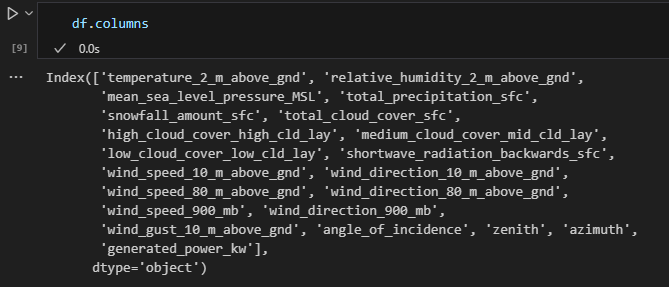 df.columns
[9]
0.0s
Index(['temperature_2_m_above_gnd', 'relative_humidity_2_m_above_gnd',
'mean_sea_level_pressure_MSL', 'total_precipitation_sfc',
'snowfall_amount_sfc', 'total_cloud_cover_sfc',
'high_cloud_cover_high_cld_lay', 'medium_cloud_cover_mid_cld_lay',
'low_cloud_cover_low_cld_lay', 'shortwave_radiation_backwards_sfc',
'wind_speed_10_m_above_gnd', 'wind_direction_10_m_above_gnd',
'wind_speed_80_m_above_gnd', 'wind_direction_80_m_above_gnd',
'wind_speed_900_mb', 'wind_direction_900_mb',
'wind_gust_10_m_above_gnd', 'angle_of_incidence', 'zenith', 'azimuth',
'generated_power_kw'],
dtype='object')